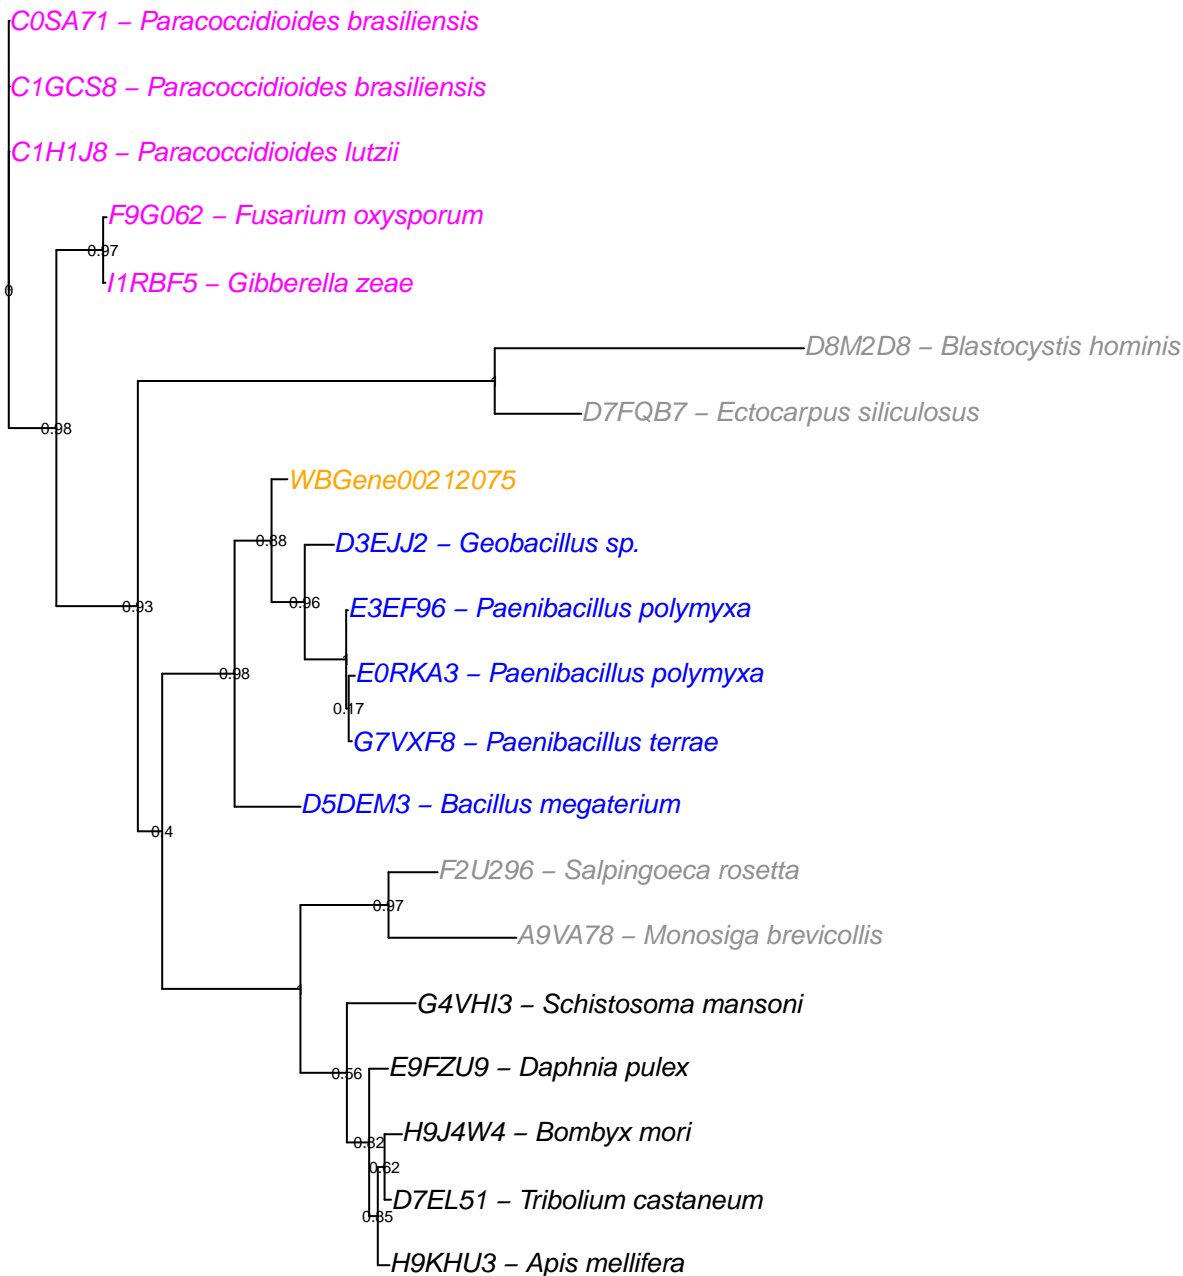 C0SA71 – Paracoccidioides brasiliensis
C1GCS8 – Paracoccidioides brasiliensis
C1H1J8 – Paracoccidioides lutzii
F9G062 – Fusarium oxysporum
0.97
I1RBF5 – Gibberella zeae
0
D8M2D8 – Blastocystis hominis
1
D7FQB7 – Ectocarpus siliculosus
0.98
WBGene00212075
0.88
D3EJJ2 – Geobacillus sp.
0.96
0.93
E3EF96 – Paenibacillus polymyxa
1
E0RKA3 – Paenibacillus polymyxa
0.98
0.17
G7VXF8 – Paenibacillus terrae
D5DEM3 – Bacillus megaterium
0.4
F2U296 – Salpingoeca rosetta
0.97
A9VA78 – Monosiga brevicollis
1
G4VHI3 – Schistosoma mansoni
E9FZU9 – Daphnia pulex
0.56
H9J4W4 – Bombyx mori
0.82
0.62
D7EL51 – Tribolium castaneum
0.85
H9KHU3 – Apis mellifera